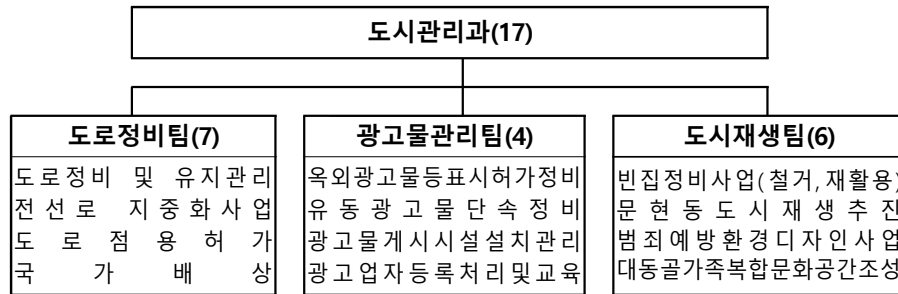 도시관리과(17)
도로정비팀(7)
도로정비 및 유지관리
전선로 지중화사업
도로점용허가
국가배상
광고물관리팀(4)
옥외광고물등표시허가정비
유동광고물단속정비
광고물게시시설설치관리
광고업자등록처리및교육
도시재생팀(6)
빈집정비사업(철거,재활용)
문현동도시재생추진
범죄예방환경디자인사업
대동골가족복합문화공간조성